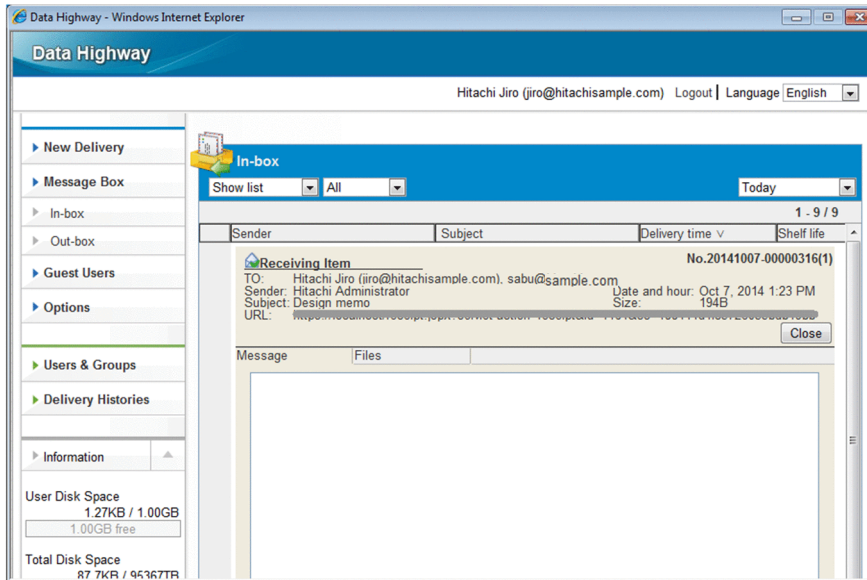 Data Highway - Windows Internet Explorer
Data Highway
Hitachi Jiro (jiro@hitachisample.com) Logout | Language English
New Delivery
Message Box
In-box
Out-box
Guest Users
Options
Users & Groups
Delivery Histories
Information
User Disk Space
1.27KB / 1.00GB
1.00GB free
Total Disk Space
87.7KB / 95367TB
In-box
Show list All Today
1 - 9 / 9
Sender Subject Delivery time Shelf life
Receiving Item No.20141007-00000316(1)
TO: Hitachi Jiro (jiro@hitachisample.com), sabu@sample.com
Sender: Hitachi Administrator Date and hour: Oct 7, 2014 1:23 PM
Subject: Design memo Size: 194B
URL:
Close
Message Files